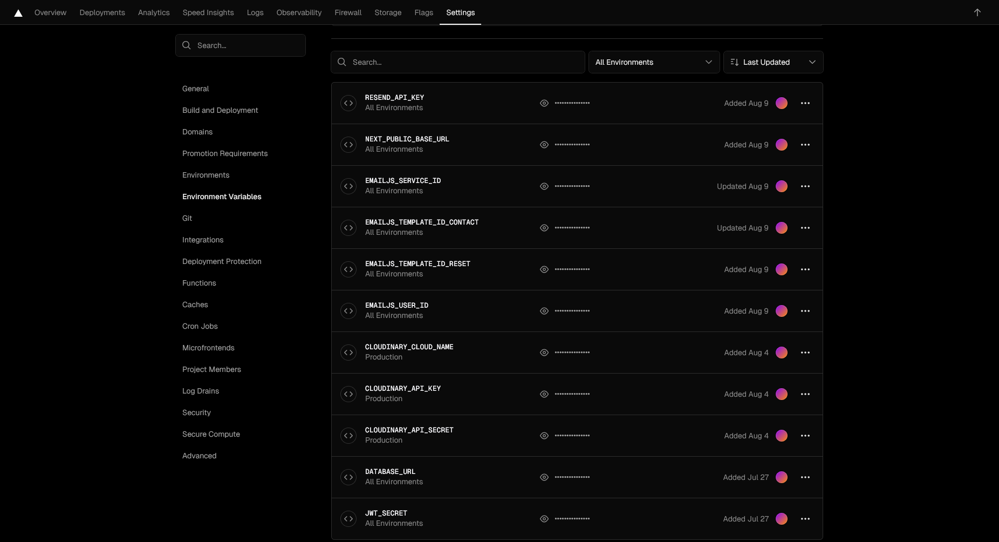 Overview Deployments Analytics Speed Insights Logs Observability Firewall Storage Flags Settings
Search...
General
Build and Deployment
Domains
Promotion Requirements
Environments
Environment Variables
Git
Integrations
Deployment Protection
Functions
Caches
Cron Jobs
Microfrontends
Project Members
Log Drains
Security
Secure Compute
Advanced
Search... All Environments Last Updated
RESEND_API_KEY
All Environments
••••••••••••••• Added Aug 9
NEXT_PUBLIC_BASE_URL
All Environments
••••••••••••••• Added Aug 9
EMAILJS_SERVICE_ID
All Environments
••••••••••••••• Updated Aug 9
EMAILJS_TEMPLATE_ID_CONTACT
All Environments
••••••••••••••• Updated Aug 9
EMAILJS_TEMPLATE_ID_RESET
All Environments
••••••••••••••• Added Aug 9
EMAILJS_USER_ID
All Environments
••••••••••••••• Added Aug 9
CLOUDINARY_CLOUD_NAME
Production
••••••••••••••• Added Aug 4
CLOUDINARY_API_KEY
Production
••••••••••••••• Added Aug 4
CLOUDINARY_API_SECRET
Production
••••••••••••••• Added Aug 4
DATABASE_URL
All Environments
••••••••••••••• Added Jul 27
JWT_SECRET
All Environments
••••••••••••••• Added Jul 27